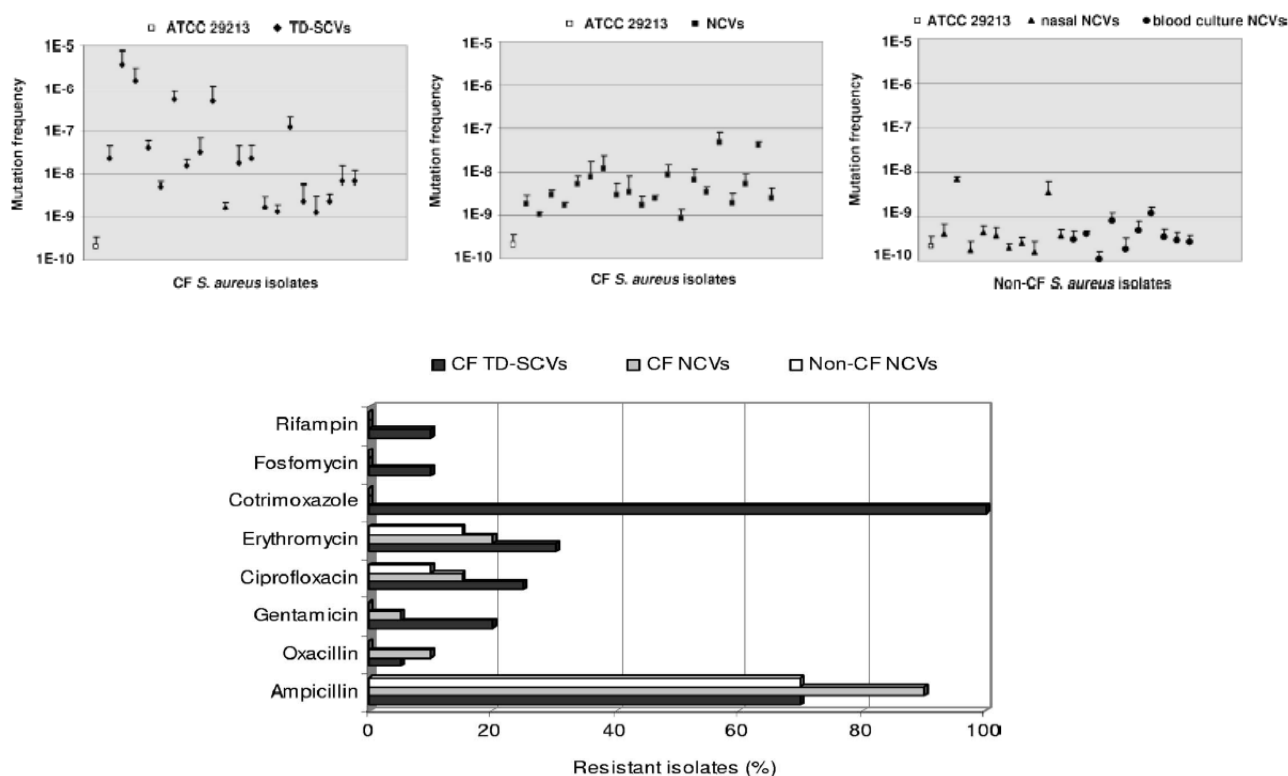 ATCC 29213 TD-SCVs
1E-5
1E-6
1E-7
1E-8
1E-9
1E-10
Mutation frequency
CF S. aureus isolates
ATCC 29213 NCVs
1E-5
1E-6
1E-7
1E-8
1E-9
1E-10
Mutation frequency
CF S. aureus isolates
ATCC 29213 nasal NCVs blood culture NCVs
1E-5
1E-6
1E-7
1E-8
1E-9
1E-10
Mutation frequency
Non-CF S. aureus isolates
CF TD-SCVs CF NCVs Non-CF NCVs
Rifampin
Fosfomycin
Cotrimoxazole
Erythromycin
Ciprofloxacin
Gentamicin
Oxacillin
Ampicillin
0 20 40 60 80 100
Resistant isolates (%)